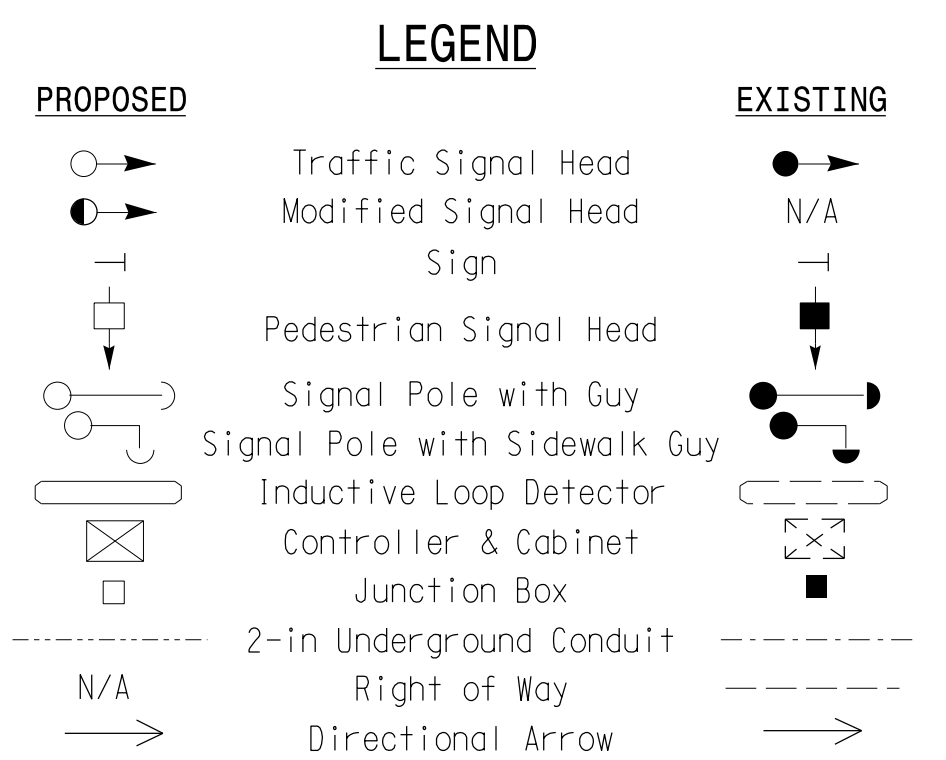 LEGEND
PROPOSED EXISTING
Traffic Signal Head
Modified Signal Head N/A
Sign
Pedestrian Signal Head
Signal Pole with Guy
Signal Pole with Sidewalk Guy
Inductive Loop Detector
Controller & Cabinet
Junction Box
2-in Underground Conduit
N/A Right of Way
Directional Arrow